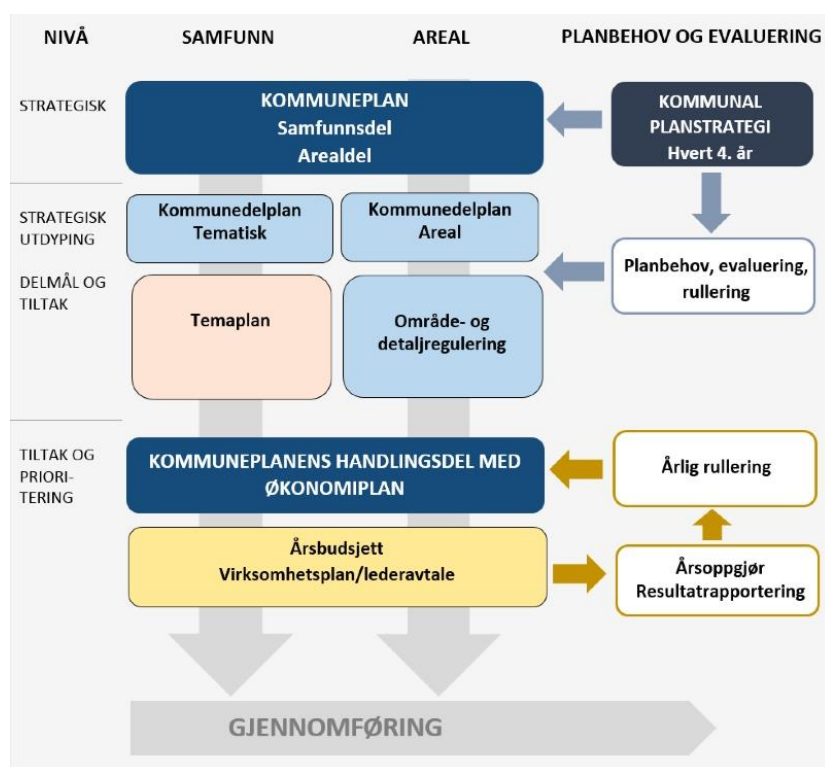 NIVÅ
SAMFUNN
AREAL
PLANBEHOV OG EVALUERING
STRATEGISK
KOMMUNEPLAN
Samfunnsdel
Arealdel
KOMMUNAL
PLANSTRATEGI
Hvert 4. år
STRATEGISK
UTDYPING
Kommunedelplan
Tematisk
Kommunedelplan
Areal
Planbehov, evaluering,
rullering
DELMÅL OG
TILTAK
Temaplan
Område- og
detaljregulering
TILTAK OG
PRIORI-
TERING
KOMMUNEPLANENS HANDLINGSDEL MED
ØKONOMIPLAN
Årlig rullering
Årsbudsjett
Virksomhetsplan/lederavtale
Årsoppgjør
Resultatrapportering
GJENNOMFØRING